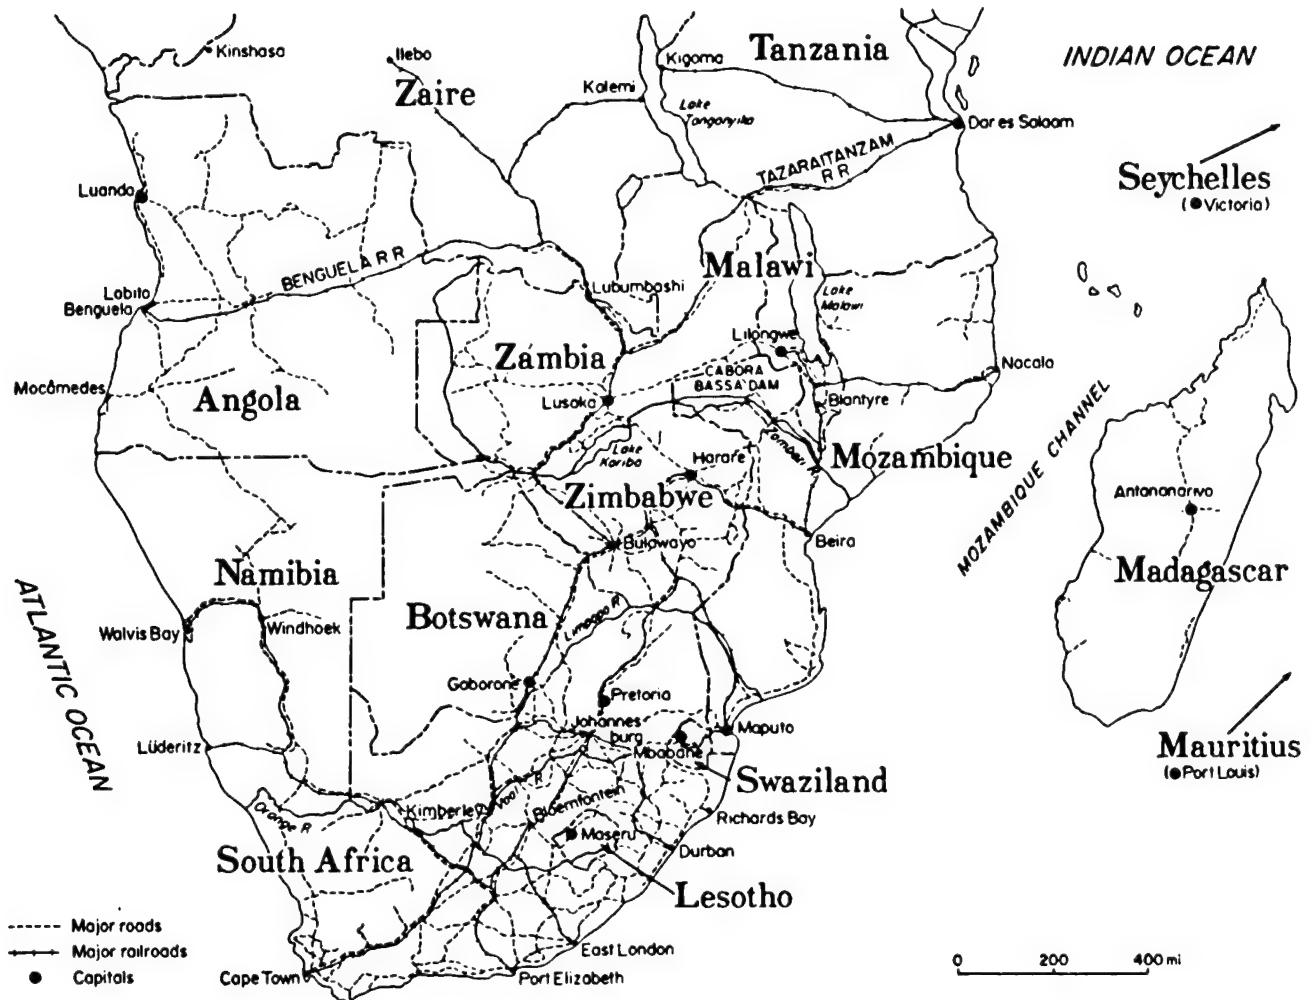 Kinshasa
Ilebo
Zaire
Kalemi
Kigoma
Tanzania
INDIAN OCEAN
Lake
Tanganyika
Dar es Salaam
TAZARA(TANZAM
R R
Seychelles
(Victoria)
Luanda
BENGUELA R R
Malawi
Lobito
Benguela
Lubumbashi
Lake
Malawi
Zambia
Lilongwe
CABORA
BASSA DAM
Nacala
Mocâmedes
Angola
Lusaka
Blantyre
MOZAMBIQUE CHANNEL
Lake
Kariba
Harare
Zambezi R.
Mozambique
Zimbabwe
Antananarivo
Bulawayo
Beira
Madagascar
Namibia
ATLANTIC OCEAN
Botswana
Limpopo R.
Walvis Bay
Windhoek
Gaborone
Pretoria
Johannes
burg
Maputo
Lüderitz
Mbabane
Mauritius
(Port Louis)
Swaziland
Orange R.
Kimberley
Vaal R.
Bloemfontein
Richards Bay
Maseru
South Africa
Durban
Lesotho
Major roads
Major railroads
Capitals
East London
Cape Town
Port Elizabeth
0 200 400 mi